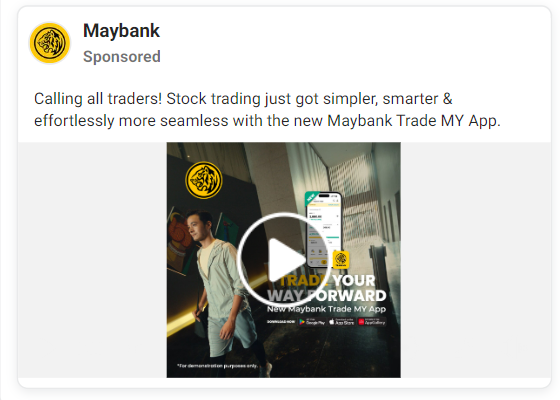 Maybank
Sponsored
Calling all traders! Stock trading just got simpler, smarter &
effortlessly more seamless with the new Maybank Trade MY App.
TRADE YOUR
WAY FORWARD
New Maybank Trade MY App
DOWNLOAD NOW Google Play App Store AppGallery
*For demonstration purposes only.